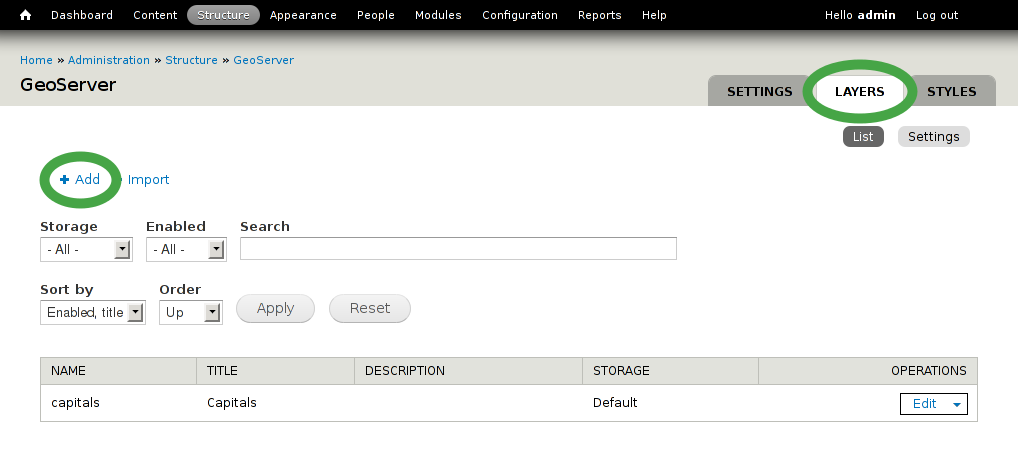 Dashboard Content Structure Appearance People Modules Configuration Reports Help Hello admin Log out
Home » Administration » Structure » GeoServer
GeoServer
SETTINGS LAYERS STYLES
List Settings
Add Import
Storage Enabled Search
- All - - All -
Sort by Order
Enabled, title Up Apply Reset
NAME TITLE DESCRIPTION STORAGE OPERATIONS
capitals Capitals Default Edit